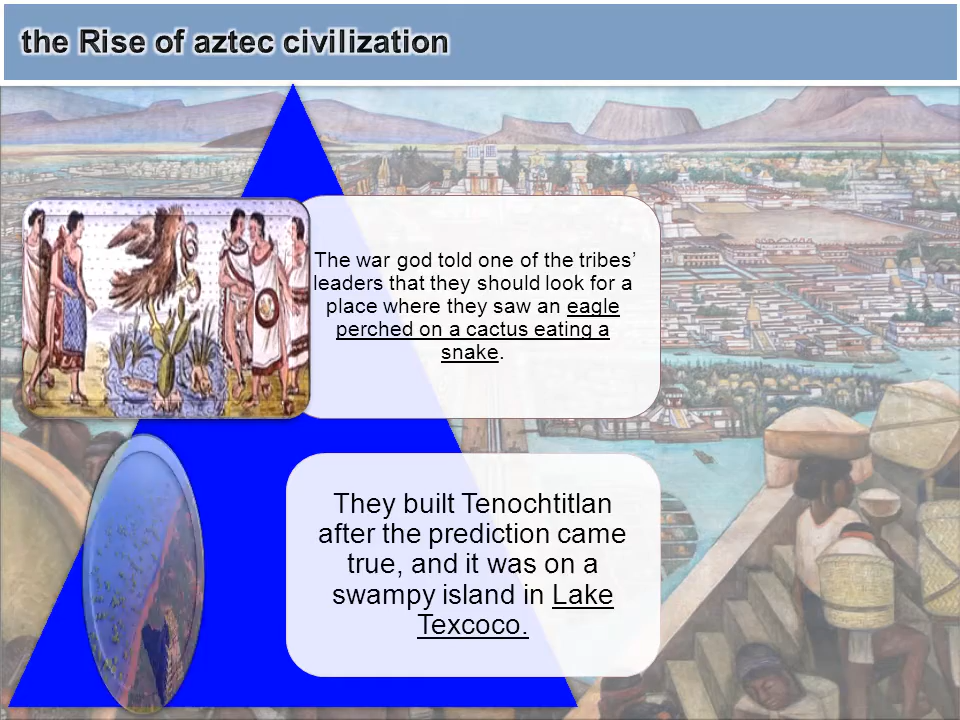 the Rise of aztec civilization
The war god told one of the tribes’
leaders that they should look for a
place where they saw an eagle
perched on a cactus eating a
snake.
They built Tenochtitlan
after the prediction came
true, and it was on a
swampy island in Lake
Texcoco.